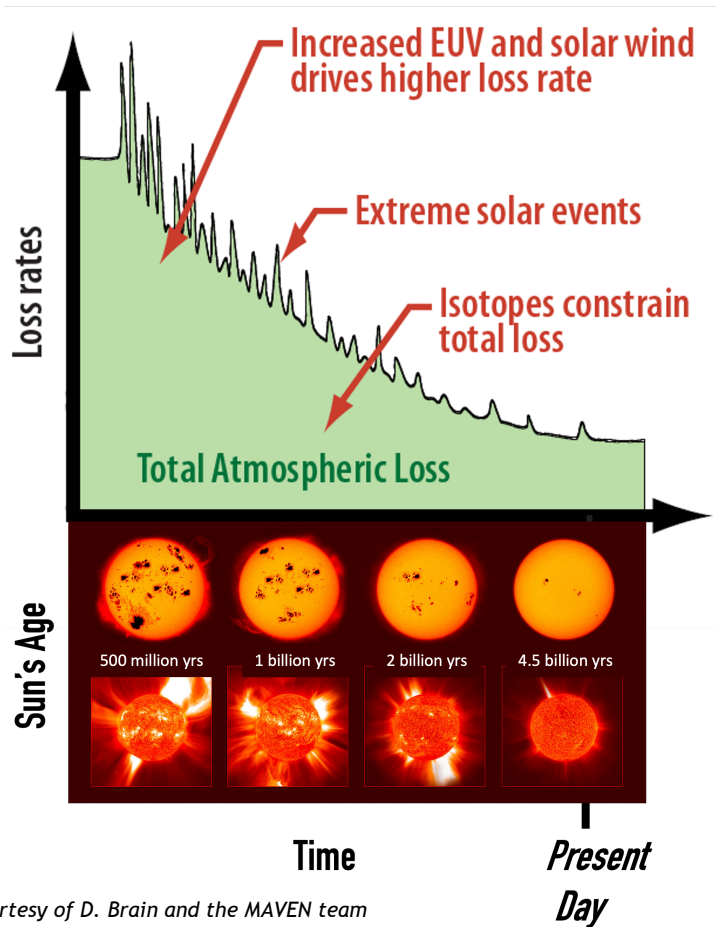 Increased EUV and solar wind
drives higher loss rate
Extreme solar events
Isotopes constrain
total loss
Loss rates
Total Atmospheric Loss
Sun's Age
500 million yrs
1 billion yrs
2 billion yrs
4.5 billion yrs
Time
Present
Day
rtesy of D. Brain and the MAVEN team